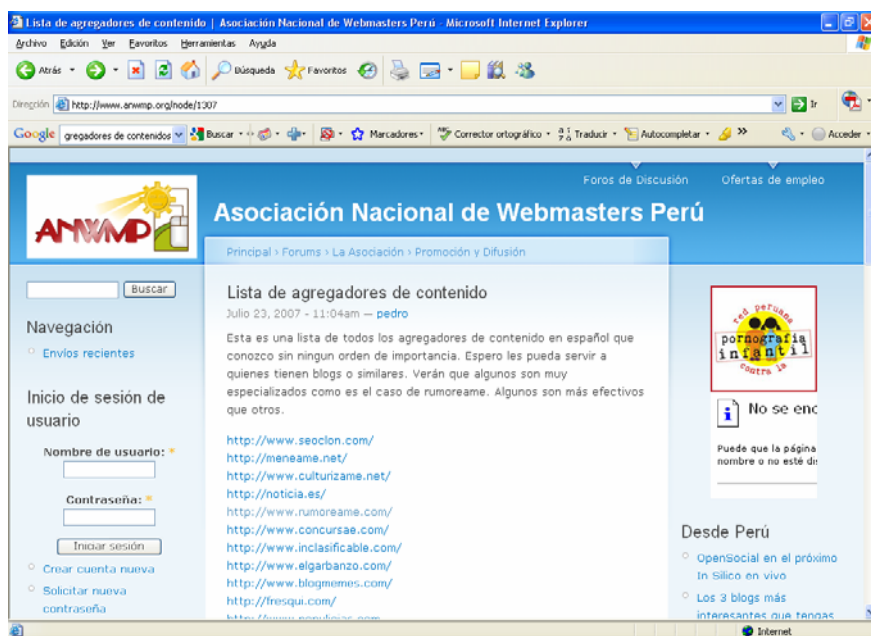 Lista de agregadores de contenido | Asociación Nacional de Webmasters Perú - Microsoft Internet Explorer
Archivo Edición Ver Favoritos Herramientas Ayuda
Atrás Búsqueda Favoritos
Dirección http://www.anwmp.org/node/1307 Ir
Google gregadores de contenidos Buscar Marcadores Corrector ortográfico Traducir Autocompletar Acceder
Foros de Discusión Ofertas de empleo
ANWMP
Asociación Nacional de Webmasters Perú
Principal › Forums › La Asociación › Promoción y Difusión
Buscar
Navegación
Envíos recientes
Inicio de sesión de
usuario
Nombre de usuario: *
Contraseña: *
Iniciar sesión
Crear cuenta nueva
Solicitar nueva
contraseña
Lista de agregadores de contenido
Julio 23, 2007 - 11:04am — pedro
Esta es una lista de todos los agregadores de contenido en español que
conozco sin ningun orden de importancia. Espero les pueda servir a
quienes tienen blogs o similares. Verán que algunos son muy
especializados como es el caso de rumoreame. Algunos son más efectivos
que otros.
http://www.seoclon.com/
http://meneame.net/
http://www.culturizame.net/
http://noticia.es/
http://www.rumoreame.com/
http://www.concursae.com/
http://www.inclasificable.com/
http://www.elgarbanzo.com/
http://www.blogmemes.com/
http://fresqui.com/
red peruana
pornografía
infantil
contra la
No se enc
Puede que la página
nombre o no esté di
Desde Perú
OpenSocial en el próximo
In Silico en vivo
Los 3 blogs más
interesantes que tengas
Internet